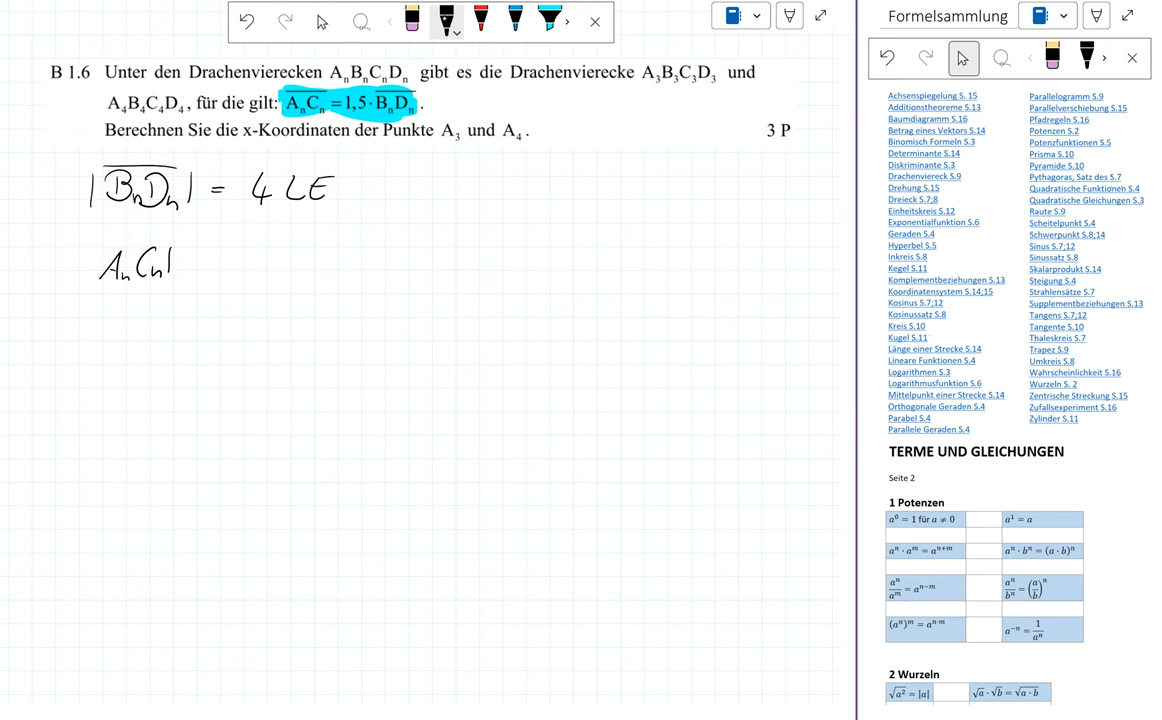 B 1.6 Unter den Drachenvierecken AₙBₙCₙDₙ gibt es die Drachenvierecke A₃B₃C₃D₃ und
A₄B₄C₄D₄, für die gilt: AₙCₙ = 1,5 · BₙDₙ .
Berechnen Sie die x-Koordinaten der Punkte A₃ und A₄ . 3 P
|BₙDₙ| = 4 LE
AₙCₙ|
Formelsammlung
Achsenspiegelung S. 15
Additionstheoreme S.13
Baumdiagramm S.16
Betrag eines Vektors S.14
Binomisch Formeln S.3
Determinante S.14
Diskriminante S.3
Drachenviereck S.9
Drehung S.15
Dreieck S.7;8
Einheitskreis S.12
Exponentialfunktion S.6
Geraden S.4
Hyperbel S.5
Inkreis S.8
Kegel S.11
Komplementbeziehungen S.13
Koordinatensystem S.14;15
Kosinus S.7;12
Kosinussatz S.8
Kreis S.10
Kugel S.11
Länge einer Strecke S.14
Lineare Funktionen S.4
Logarithmen S.3
Logarithmusfunktion S.6
Mittelpunkt einer Strecke S.14
Orthogonale Geraden S.4
Parabel S.4
Parallele Geraden S.4
Parallelogramm S.9
Parallelverschiebung S.15
Pfadregeln S.16
Potenzen S.2
Potenzfunktionen S.5
Prisma S.10
Pyramide S.10
Pythagoras, Satz des S.7
Quadratische Funktionen S.4
Quadratische Gleichungen S.3
Raute S.9
Scheitelpunkt S.4
Schwerpunkt S.8;14
Sinus S.7;12
Sinussatz S.8
Skalarprodukt S.14
Steigung S.4
Strahlensätze S.7
Supplementbeziehungen S.13
Tangens S.7;12
Tangente S.10
Thaleskreis S.7
Trapez S.9
Umkreis S.8
Wahrscheinlichkeit S.16
Wurzeln S. 2
Zentrische Streckung S.15
Zufallsexperiment S.16
Zylinder S.11
TERME UND GLEICHUNGEN
Seite 2
1 Potenzen
a⁰ = 1 für a ≠ 0 a¹ = a
aⁿ · aᵐ = aⁿ⁺ᵐ aⁿ · bⁿ = (a · b)ⁿ
aⁿ/aᵐ = aⁿ⁻ᵐ aⁿ/bⁿ = (a/b)ⁿ
(aⁿ)ᵐ = aⁿ·ᵐ a⁻ⁿ = 1/aⁿ
2 Wurzeln
√a² = |a| √a · √b = √a · b